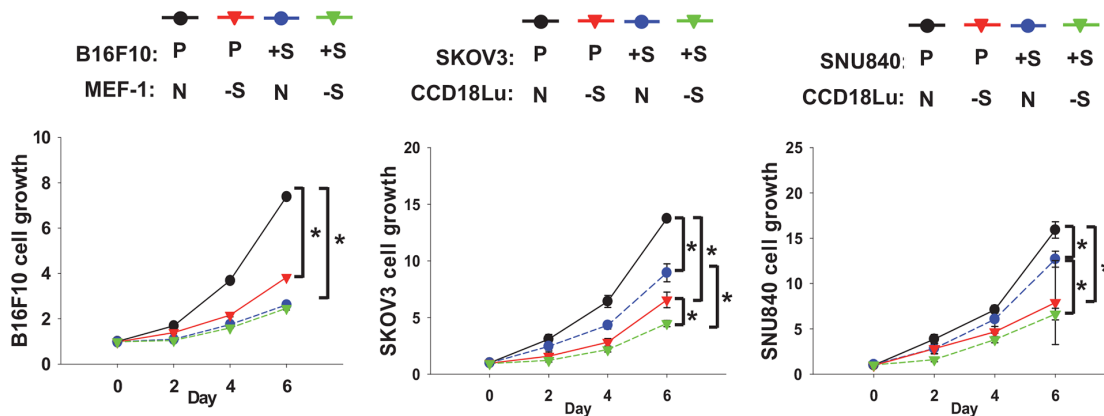 B16F10: P P +S +S
MEF-1: N -S N -S
B16F10 cell growth
10
8
6
4
2
0
0 2 4 6
Day
* *
SKOV3: P P +S +S
CCD18Lu: N -S N -S
SKOV3 cell growth
20
15
10
5
0
0 2 4 6
Day
* * * *
SNU840: P P +S +S
CCD18Lu: N -S N -S
SNU840 cell growth
25
20
15
10
5
0
0 2 4 6
Day
* * *